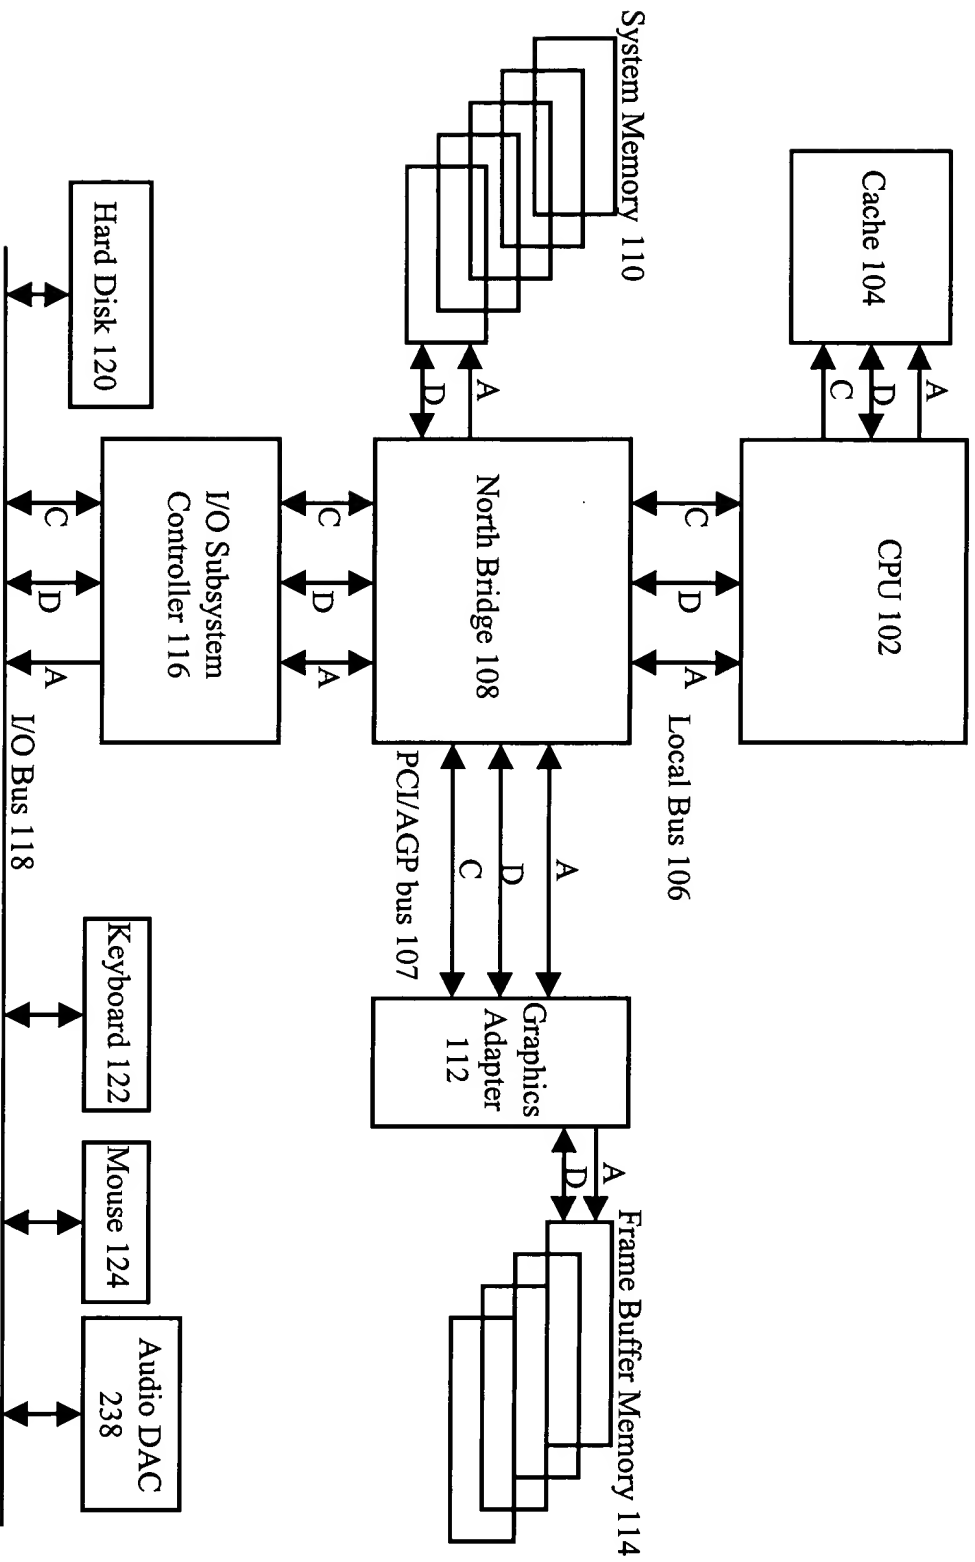 Cache 104
A
D
C
CPU 102
C
D
A
Local Bus 106
System Memory 110
A
D
North Bridge 108
A
D
C
PCI/AGP bus 107
Graphics
Adapter
112
A
D
Frame Buffer Memory 114
C
D
A
I/O Subsystem
Controller 116
C
D
A
I/O Bus 118
Hard Disk 120
Keyboard 122
Mouse 124
Audio DAC
238